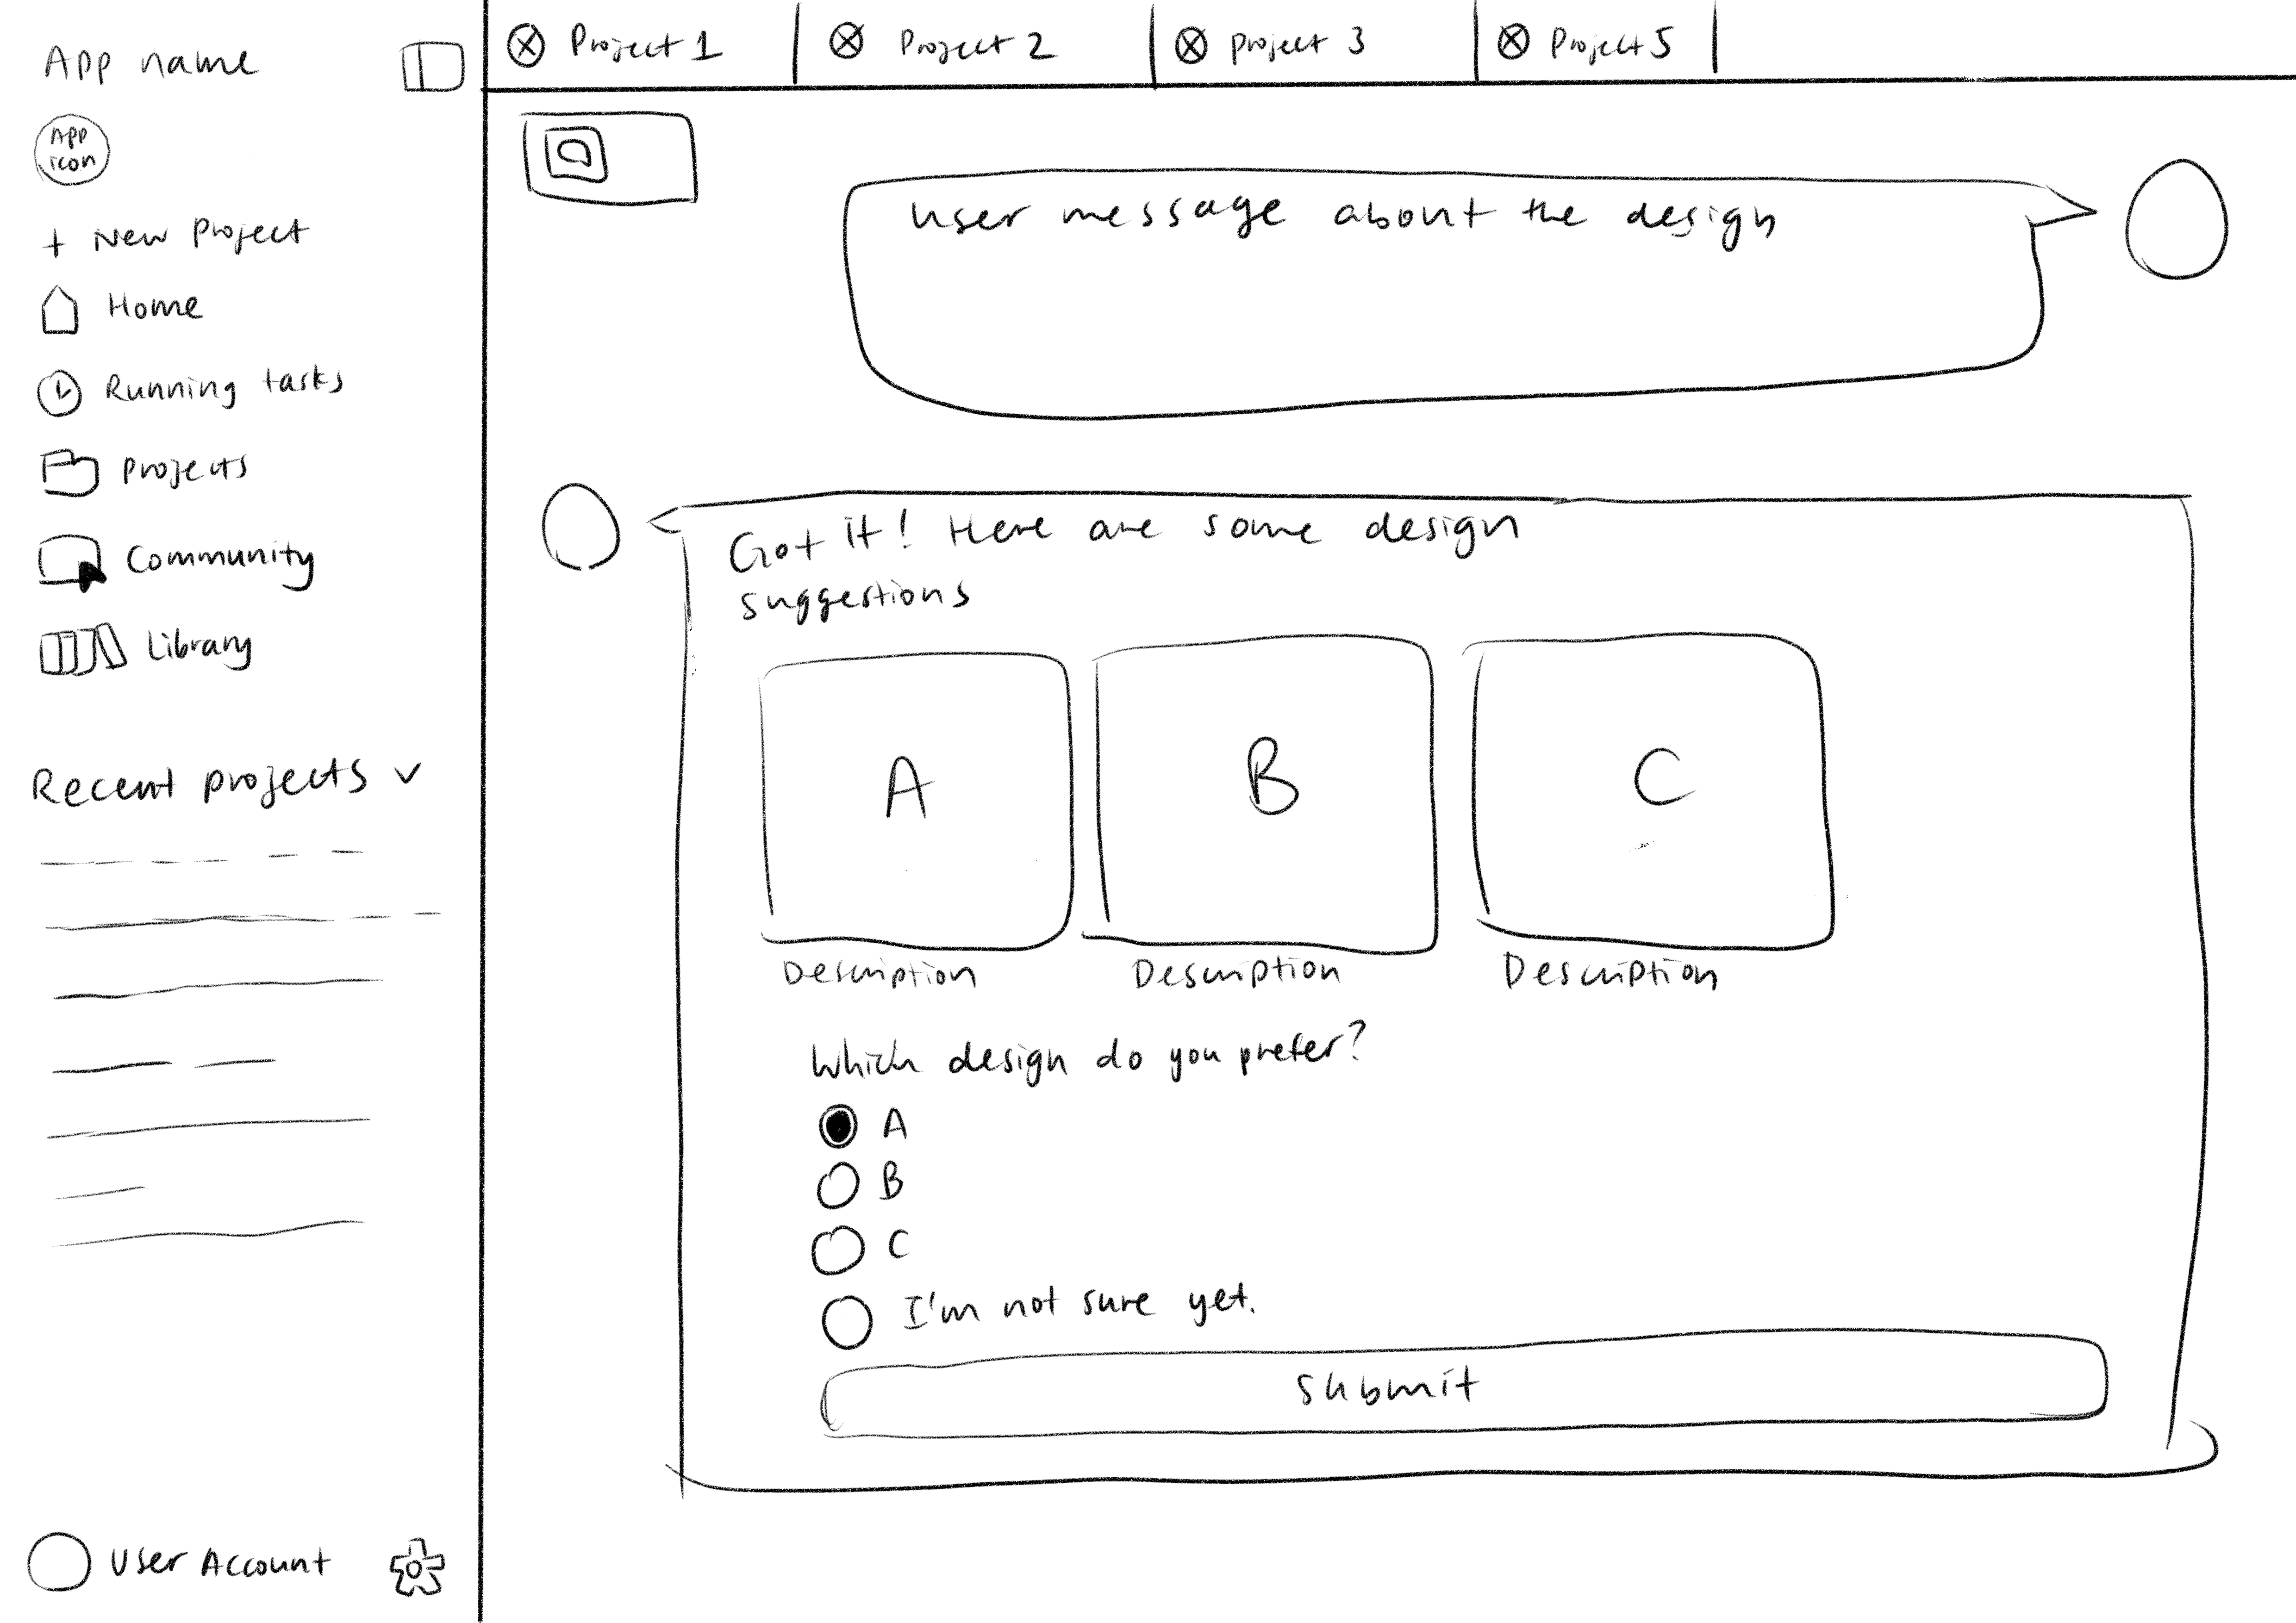 App name
App
icon
+ New Project
Home
Running tasks
Projects
Community
Library
Recent projects
User Account
Project 1
Project 2
project 3
Project 5
user message about the design
Got it! Here are some design
suggestions
A
B
C
Description
Description
Description
Which design do you prefer?
A
B
C
I'm not sure yet.
Submit